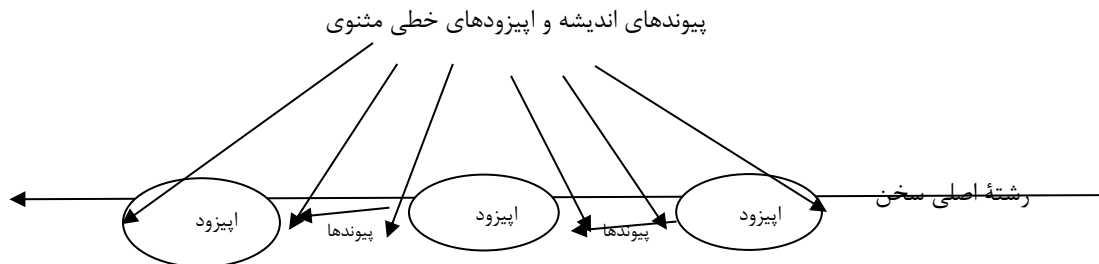 پیوندهای اندیشه و اپیزودهای خطی مثنوی
رشتهٔ اصلی سخن
اپیزود
پیوندها
اپیزود
پیوندها
اپیزود